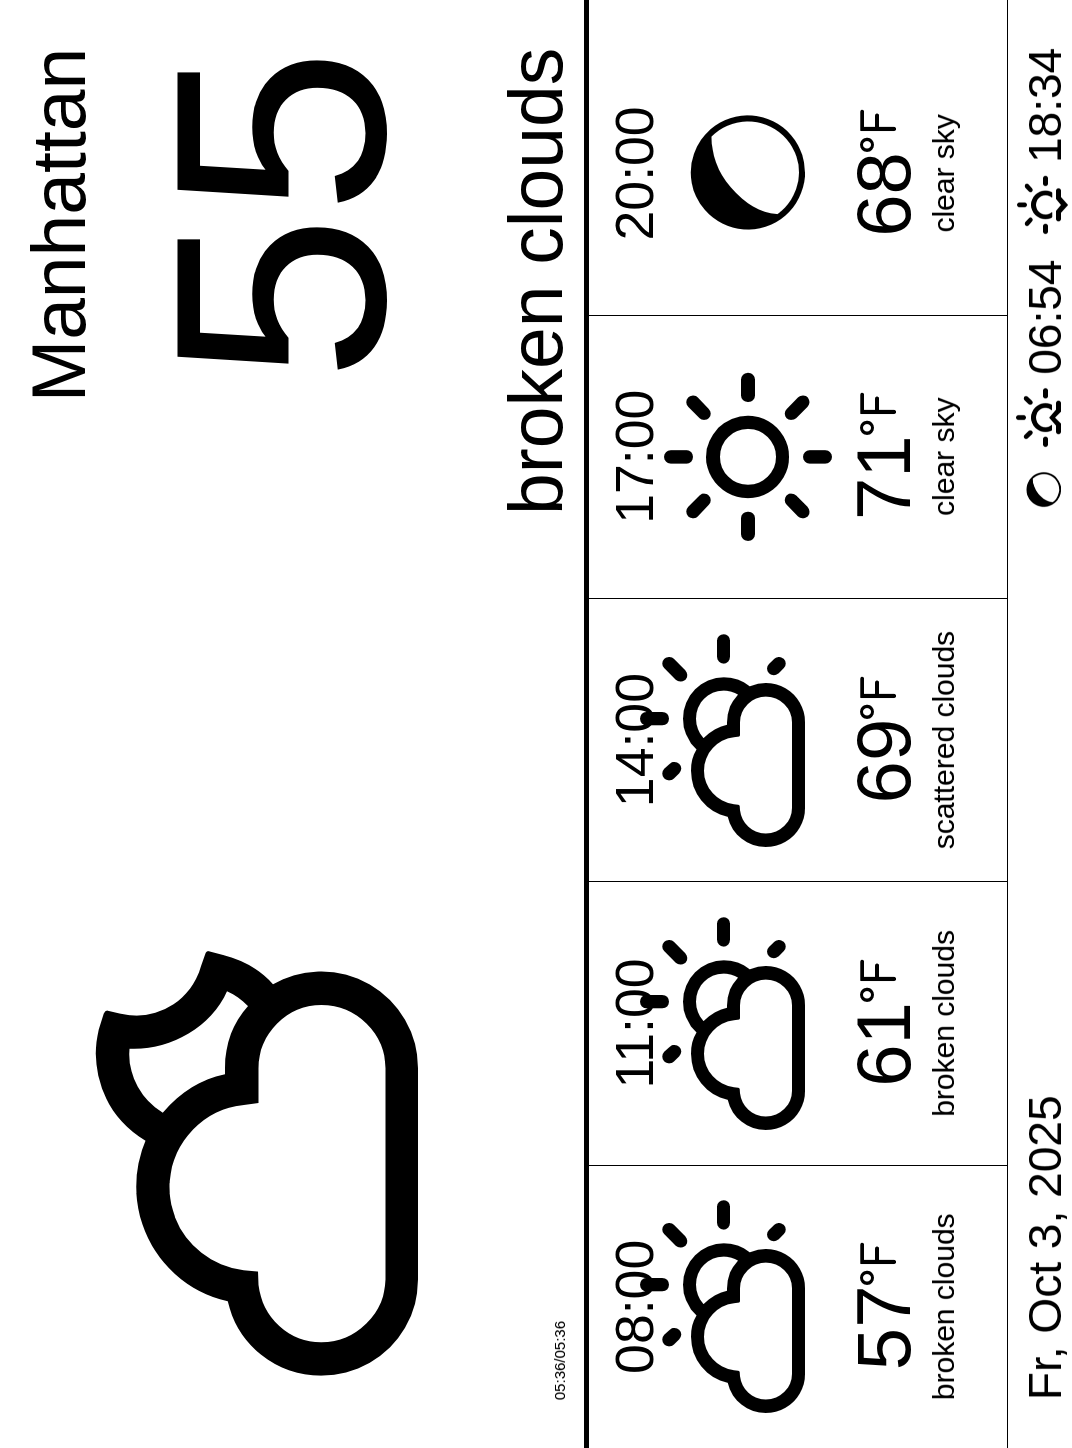 Manhattan
55
broken clouds
05:36/05:36
08:00
57°F
broken clouds
11:00
61°F
broken clouds
14:00
69°F
scattered clouds
17:00
71°F
clear sky
20:00
68°F
clear sky
Fr, Oct 3, 2025
06:54 18:34